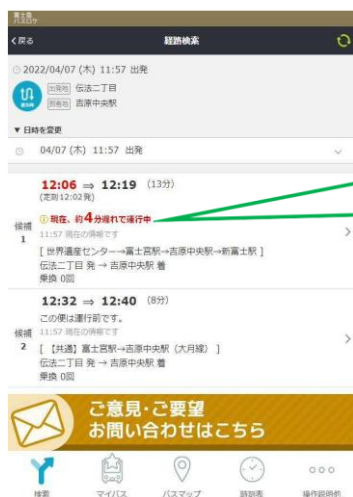 富士急
バスロケ
<戻る 経路検索
2022/04/07 (木) 11:57 出発
出発地 伝法二丁目
到着地 吉原中央駅
▼ 日時を変更
04/07 (木) 11:57 出発
12:06 ⇒ 12:19 (13分)
(定刻12:02発)
候補
1
現在、約4分遅れで運行中
11:57 現在の情報です
[ 世界遺産センター→富士宮駅→吉原中央駅→新富士駅 ]
伝法二丁目 発 → 吉原中央駅 着
乗換 0回
12:32 ⇒ 12:40 (8分)
この便は運行前です。
候補
2
11:57 現在の情報です
[ 【共通】富士宮駅→吉原中央駅(大月線) ]
伝法二丁目 発 → 吉原中央駅 着
乗換 0回
ご意見・ご要望
お問い合わせはこちら
検索 マイバス バスマップ 時刻表 操作説明他